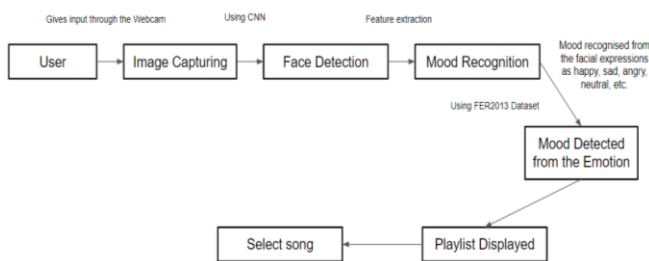 Gives input through the Webcam
Using CNN
Feature extraction
User
Image Capturing
Face Detection
Mood Recognition
Mood recognised from
the facial expressions
as happy, sad, angry,
neutral, etc.
Using FER2013 Dataset
Mood Detected
from the Emotion
Playlist Displayed
Select song